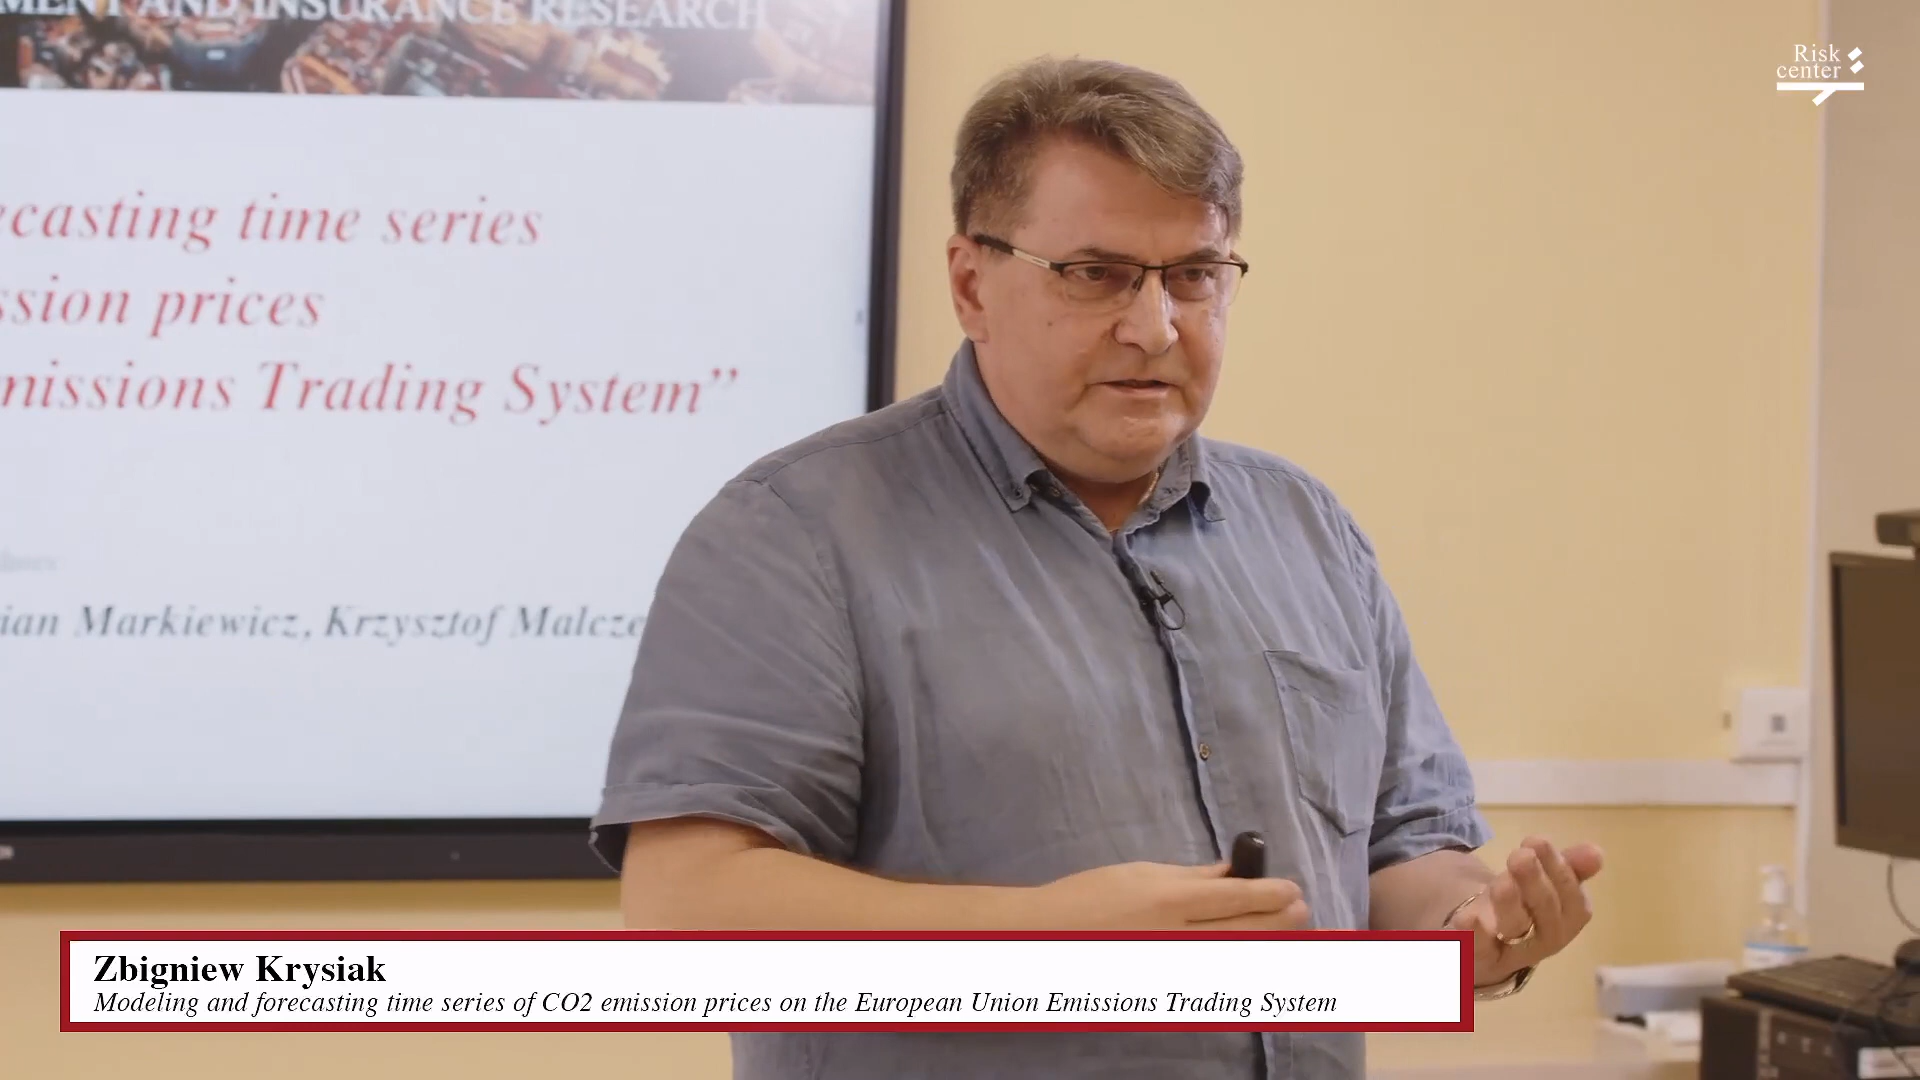 MENT AND INSURANCE RESEARCH
Risk
center
ecasting time series
ssion prices
missions Trading System”
ian Markiewicz, Krzysztof Malcze
Zbigniew Krysiak
Modeling and forecasting time series of CO2 emission prices on the European Union Emissions Trading System